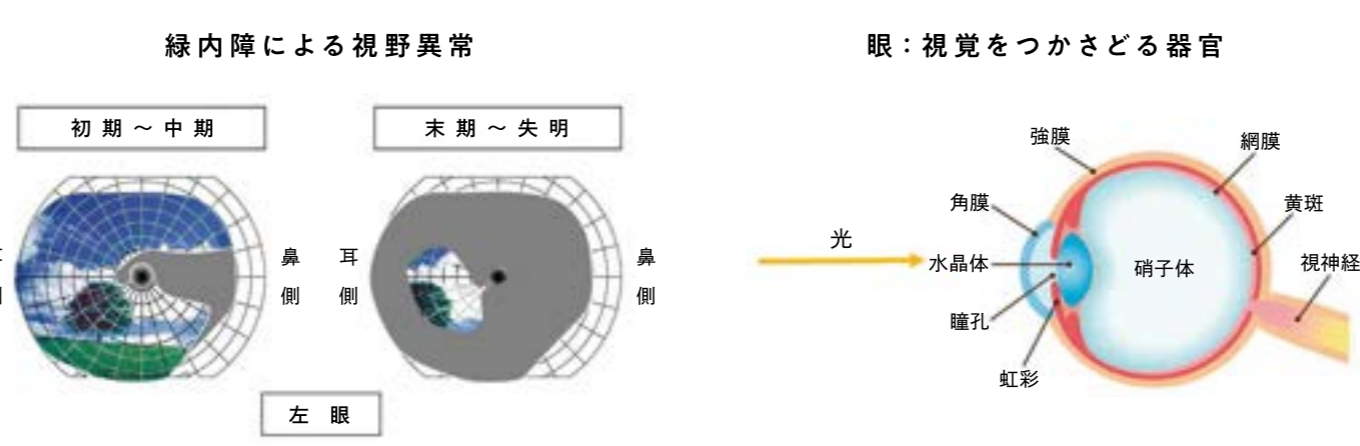 緑内障による視野異常
初期～中期
末期～失明
鼻側
耳側
鼻側
左眼
眼：視覚をつかさどる器官
光
強膜
角膜
水晶体
瞳孔
虹彩
硝子体
網膜
黄斑
視神経